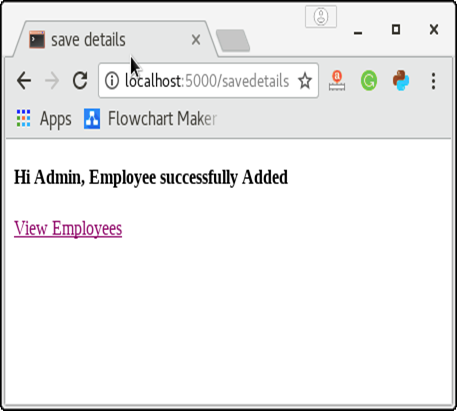 save details
localhost:5000/savedetails
Apps Flowchart Maker
Hi Admin, Employee successfully Added
View Employees